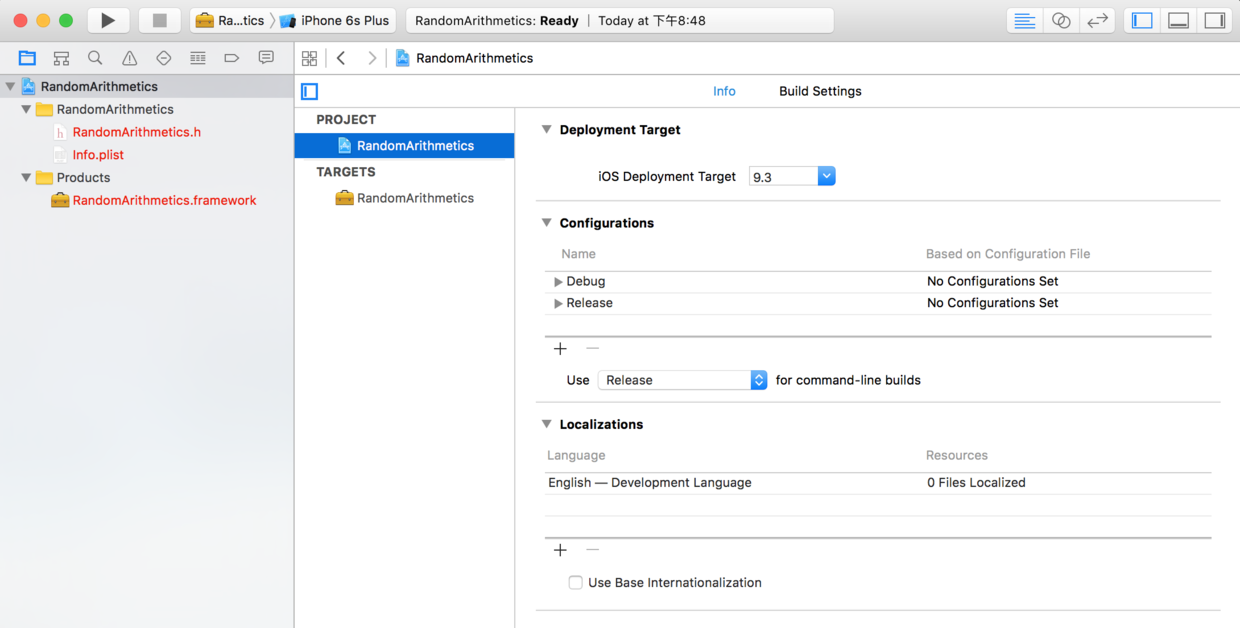 Ra...tics 〉 iPhone 6s Plus
RandomArithmetics: Ready | Today at 下午8:48
RandomArithmetics
RandomArithmetics
RandomArithmetics
h RandomArithmetics.h
Info.plist
Products
RandomArithmetics.framework
Info Build Settings
PROJECT
RandomArithmetics
TARGETS
RandomArithmetics
Deployment Target
iOS Deployment Target 9.3
Configurations
Name Based on Configuration File
Debug No Configurations Set
Release No Configurations Set
Use Release for command-line builds
Localizations
Language Resources
English — Development Language 0 Files Localized
Use Base Internationalization